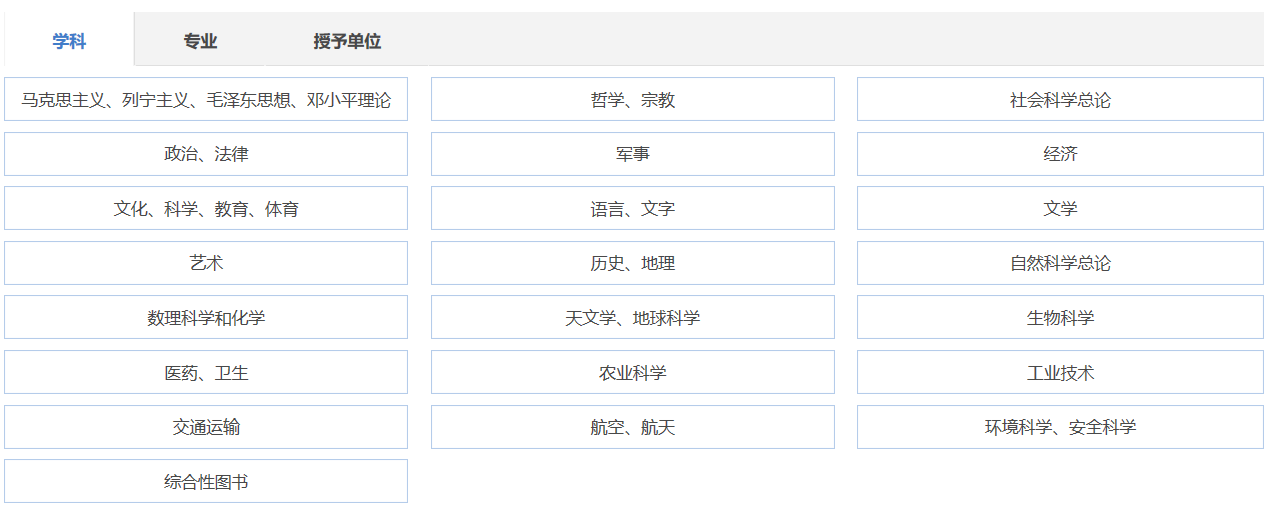 学科 专业 授予单位
马克思主义、列宁主义、毛泽东思想、邓小平理论 哲学、宗教 社会科学总论
政治、法律 军事 经济
文化、科学、教育、体育 语言、文字 文学
艺术 历史、地理 自然科学总论
数理科学和化学 天文学、地球科学 生物科学
医药、卫生 农业科学 工业技术
交通运输 航空、航天 环境科学、安全科学
综合性图书